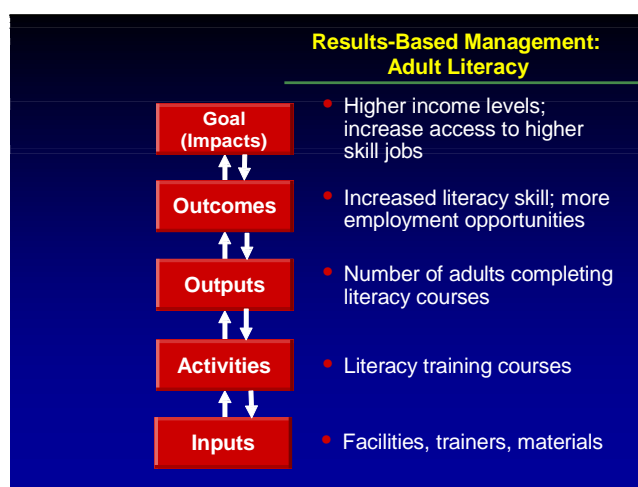 Results-Based Management:
Adult Literacy
Goal
(Impacts)
• Higher income levels;
increase access to higher
skill jobs
Outcomes
• Increased literacy skill; more
employment opportunities
Outputs
• Number of adults completing
literacy courses
Activities
• Literacy training courses
Inputs
• Facilities, trainers, materials